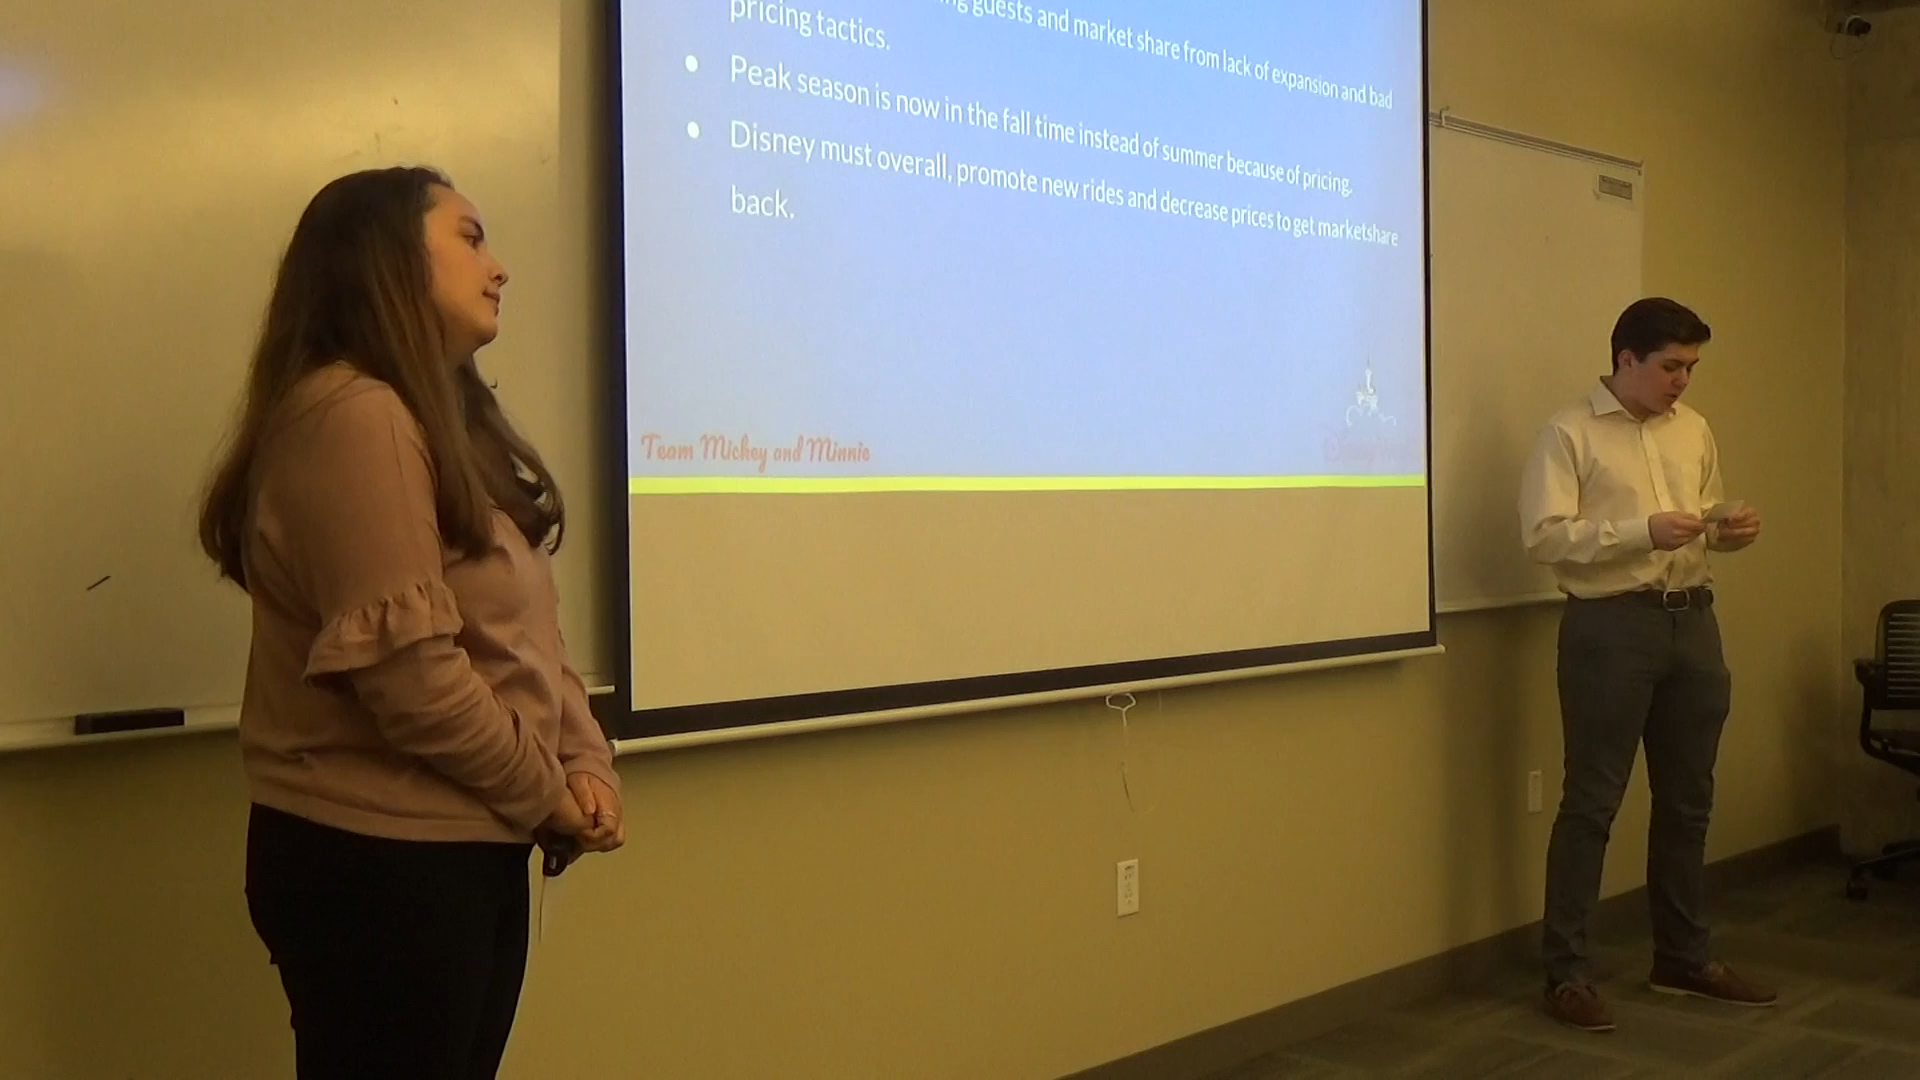 guests and market share from lack of expansion and bad
pricing tactics.
● Peak season is now in the fall time instead of summer because of pricing.
● Disney must overall, promote new rides and decrease prices to get marketshare
back.
Team Mickey and Minnie